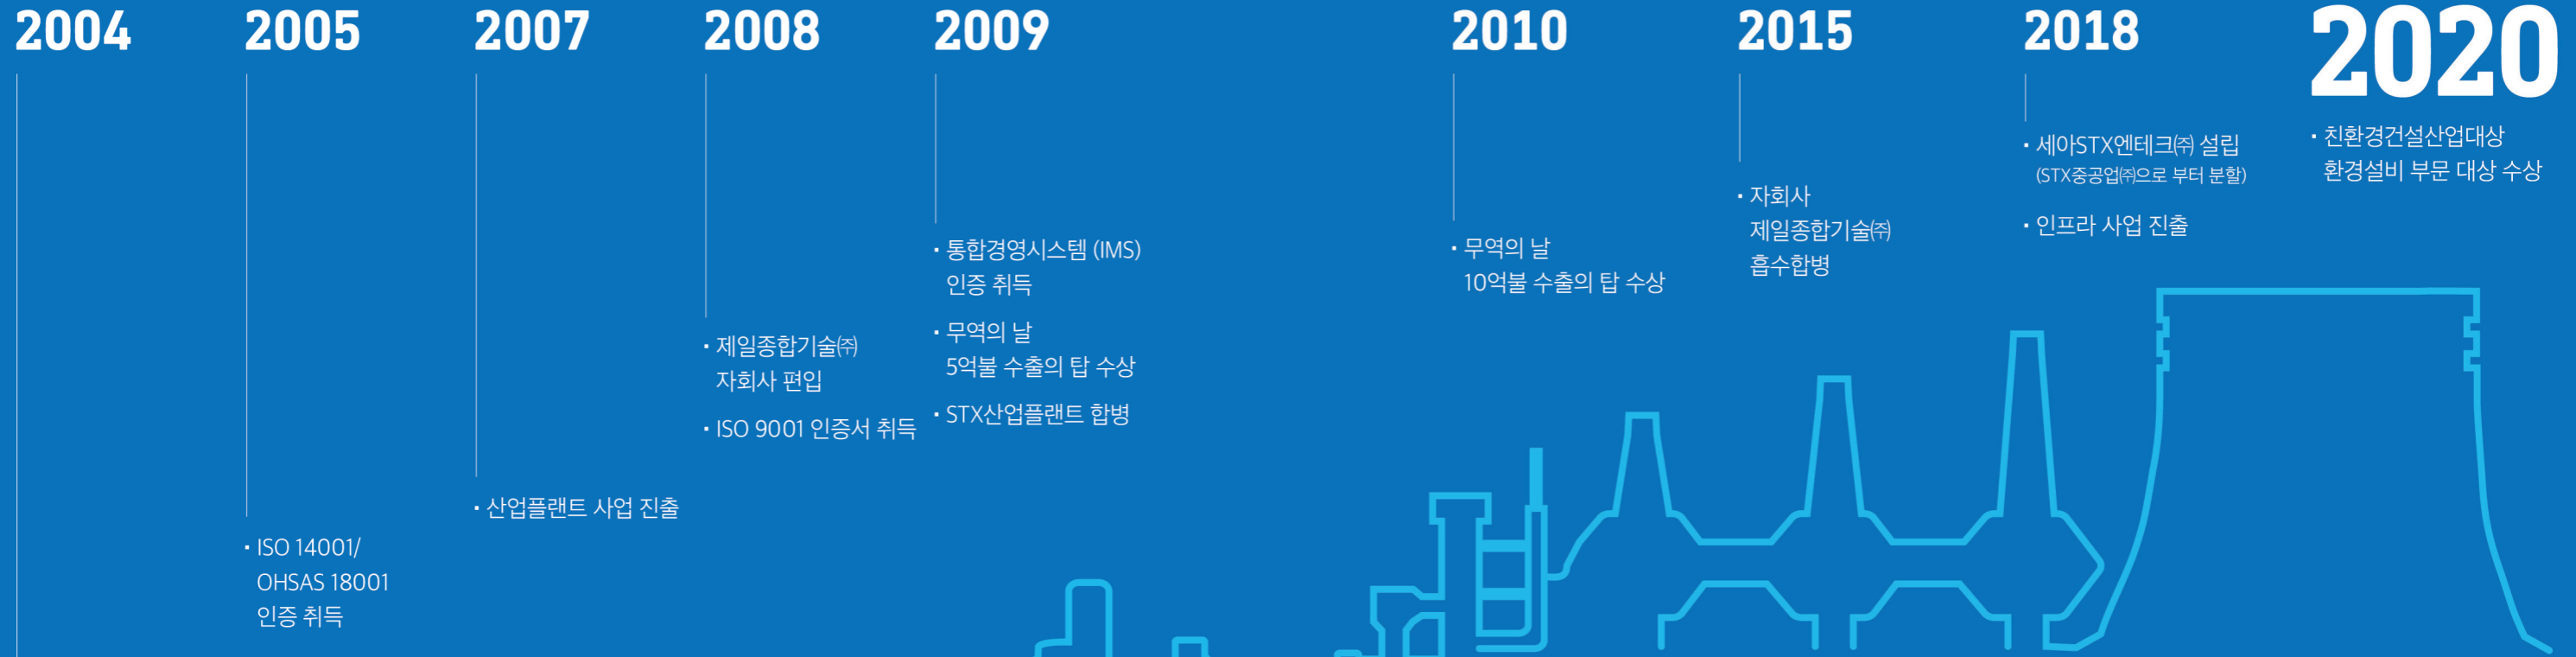 2004
2005
· ISO 14001/
OHSAS 18001
인증 취득
2007
· 산업플랜트 사업 진출
2008
· 제일종합기술㈜
자회사 편입
· ISO 9001 인증서 취득
2009
· 통합경영시스템 (IMS)
인증 취득
· 무역의 날
5억불 수출의 탑 수상
· STX산업플랜트 합병
2010
· 무역의 날
10억불 수출의 탑 수상
2015
· 자회사
제일종합기술㈜
흡수합병
2018
· 세아STX엔테크㈜ 설립
(STX중공업㈜으로 부터 분할)
· 인프라 사업 진출
2020
· 친환경건설산업대상
환경설비 부문 대상 수상